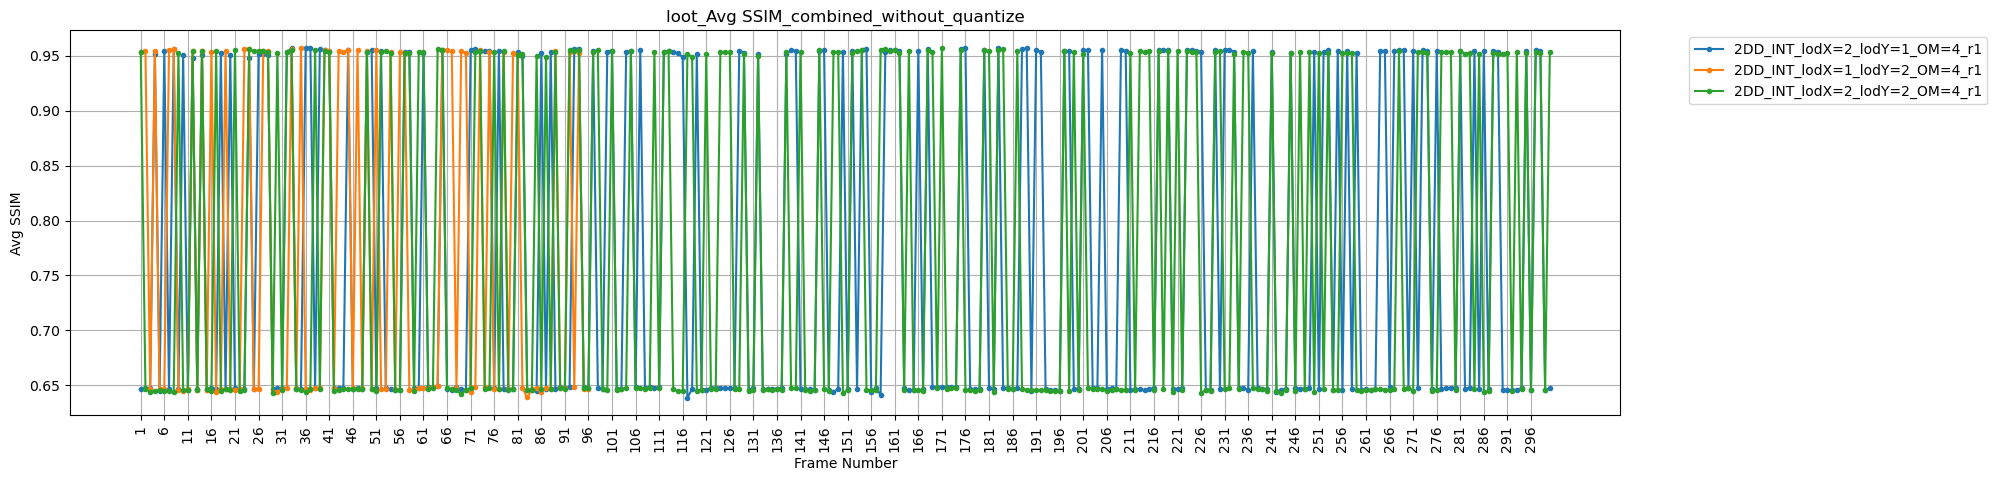 loot_Avg SSIM_combined_without_quantize
2DD_INT_lodX=2_lodY=1_OM=4_r1
2DD_INT_lodX=1_lodY=2_OM=4_r1
2DD_INT_lodX=2_lodY=2_OM=4_r1
Avg SSIM
0.95
0.90
0.85
0.80
0.75
0.70
0.65
1 6 11 16 21 26 31 36 41 46 51 56 61 66 71 76 81 86 91 96 101 106 111 116 121 126 131 136 141 146 151 156 161 166 171 176 181 186 191 196 201 206 211 216 221 226 231 236 241 246 251 256 261 266 271 276 281 286 291 296
Frame Number